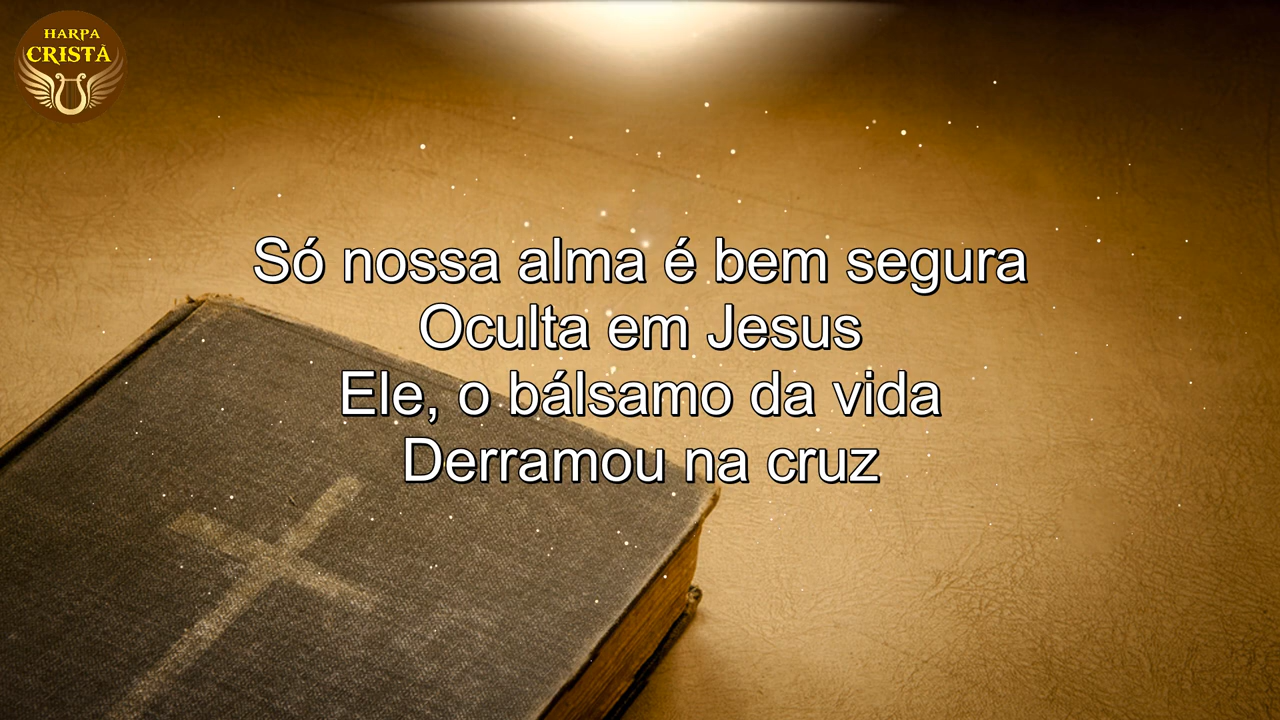 HARPA
CRISTÃ
Só nossa alma é bem segura
Oculta em Jesus
Ele, o bálsamo da vida
Derramou na cruz